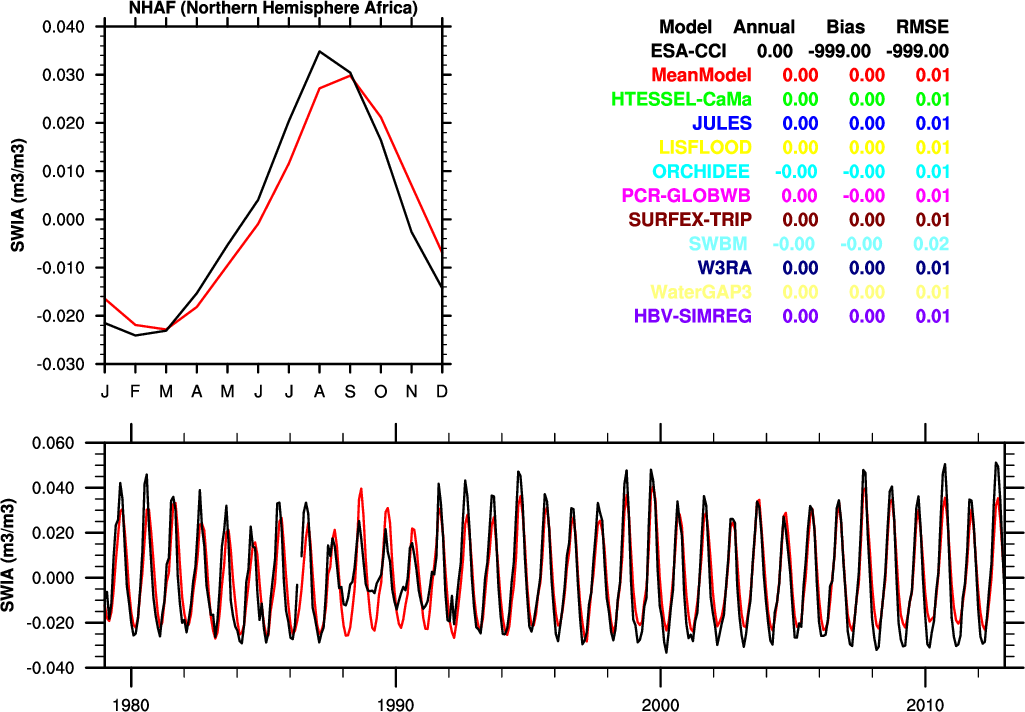 NHAF (Northern Hemisphere Africa)
0.040
0.030
0.020
0.010
0.000
-0.010
-0.020
-0.030
SWIA (m3/m3)
J F M A M J J A S O N D
Model Annual Bias RMSE
ESA-CCI 0.00 -999.00 -999.00
MeanModel 0.00 0.00 0.01
HTESSEL-CaMa 0.00 0.00 0.01
JULES 0.00 0.00 0.01
LISFLOOD 0.00 0.00 0.01
ORCHIDEE -0.00 -0.00 0.01
PCR-GLOBWB 0.00 -0.00 0.01
SURFEX-TRIP 0.00 0.00 0.01
SWBM -0.00 -0.00 0.02
W3RA 0.00 0.00 0.01
WaterGAP3 0.00 0.00 0.01
HBV-SIMREG 0.00 0.00 0.01
0.060
0.040
0.020
0.000
-0.020
-0.040
SWIA (m3/m3)
1980 1990 2000 2010